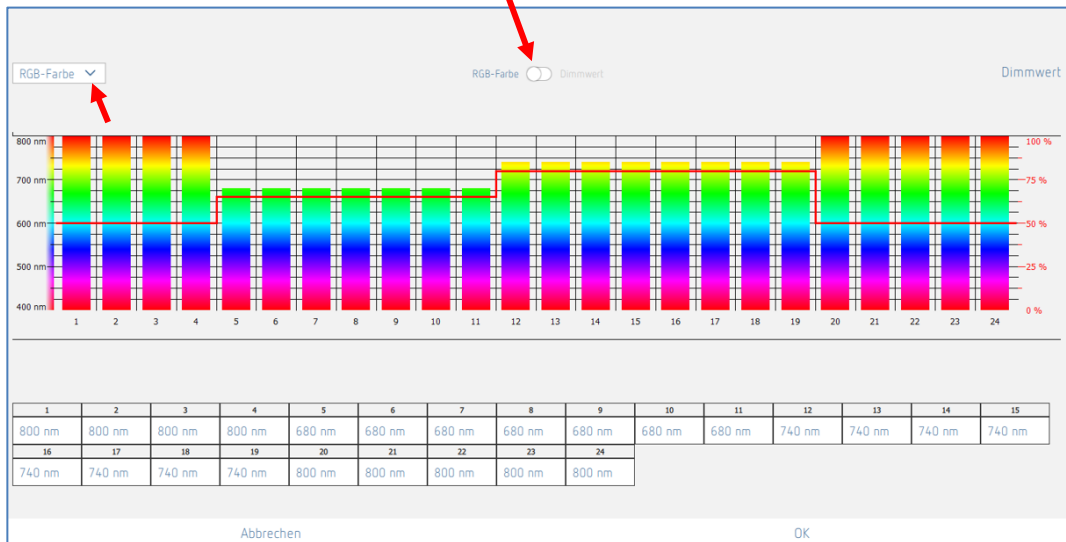 RGB-Farbe
RGB-Farbe Dimmwert
Dimmwert
800 nm 100 %
700 nm 75 %
600 nm 50 %
500 nm 25 %
400 nm 0 %
1 2 3 4 5 6 7 8 9 10 11 12 13 14 15 16 17 18 19 20 21 22 23 24
1 2 3 4 5 6 7 8 9 10 11 12 13 14 15
800 nm 800 nm 800 nm 800 nm 680 nm 680 nm 680 nm 680 nm 680 nm 680 nm 680 nm 740 nm 740 nm 740 nm 740 nm
16 17 18 19 20 21 22 23 24
740 nm 740 nm 740 nm 740 nm 800 nm 800 nm 800 nm 800 nm 800 nm
Abbrechen OK